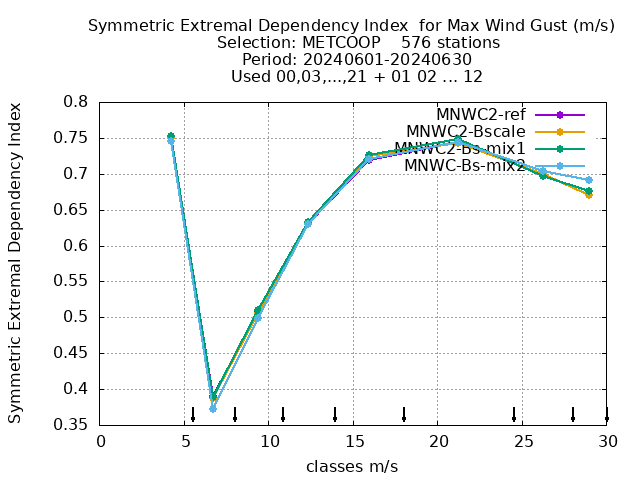 Symmetric Extremal Dependency Index  for Max Wind Gust (m/s)
Selection: METCOOP    576 stations
Period: 20240601-20240630
Used 00,03,...,21 + 01 02 ... 12
Symmetric Extremal Dependency Index
0.8
0.75
0.7
0.65
0.6
0.55
0.5
0.45
0.4
0.35
MNWC2-ref
MNWC2-Bscale
MNWC2-Bs-mix1
MNWC-Bs-mix2
0 5 10 15 20 25 30
classes m/s